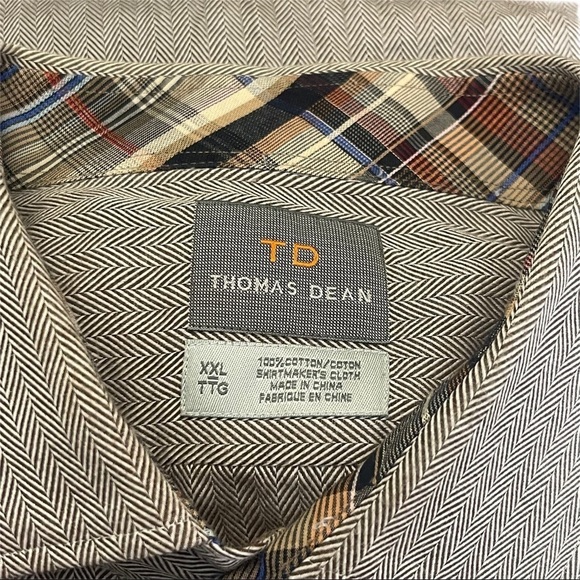 TD
THOMAS DEAN
XXL
TTG
100% COTTON/COTON
SHIRTMAKER'S CLOTH
MADE IN CHINA
FABRIQUE EN CHINE